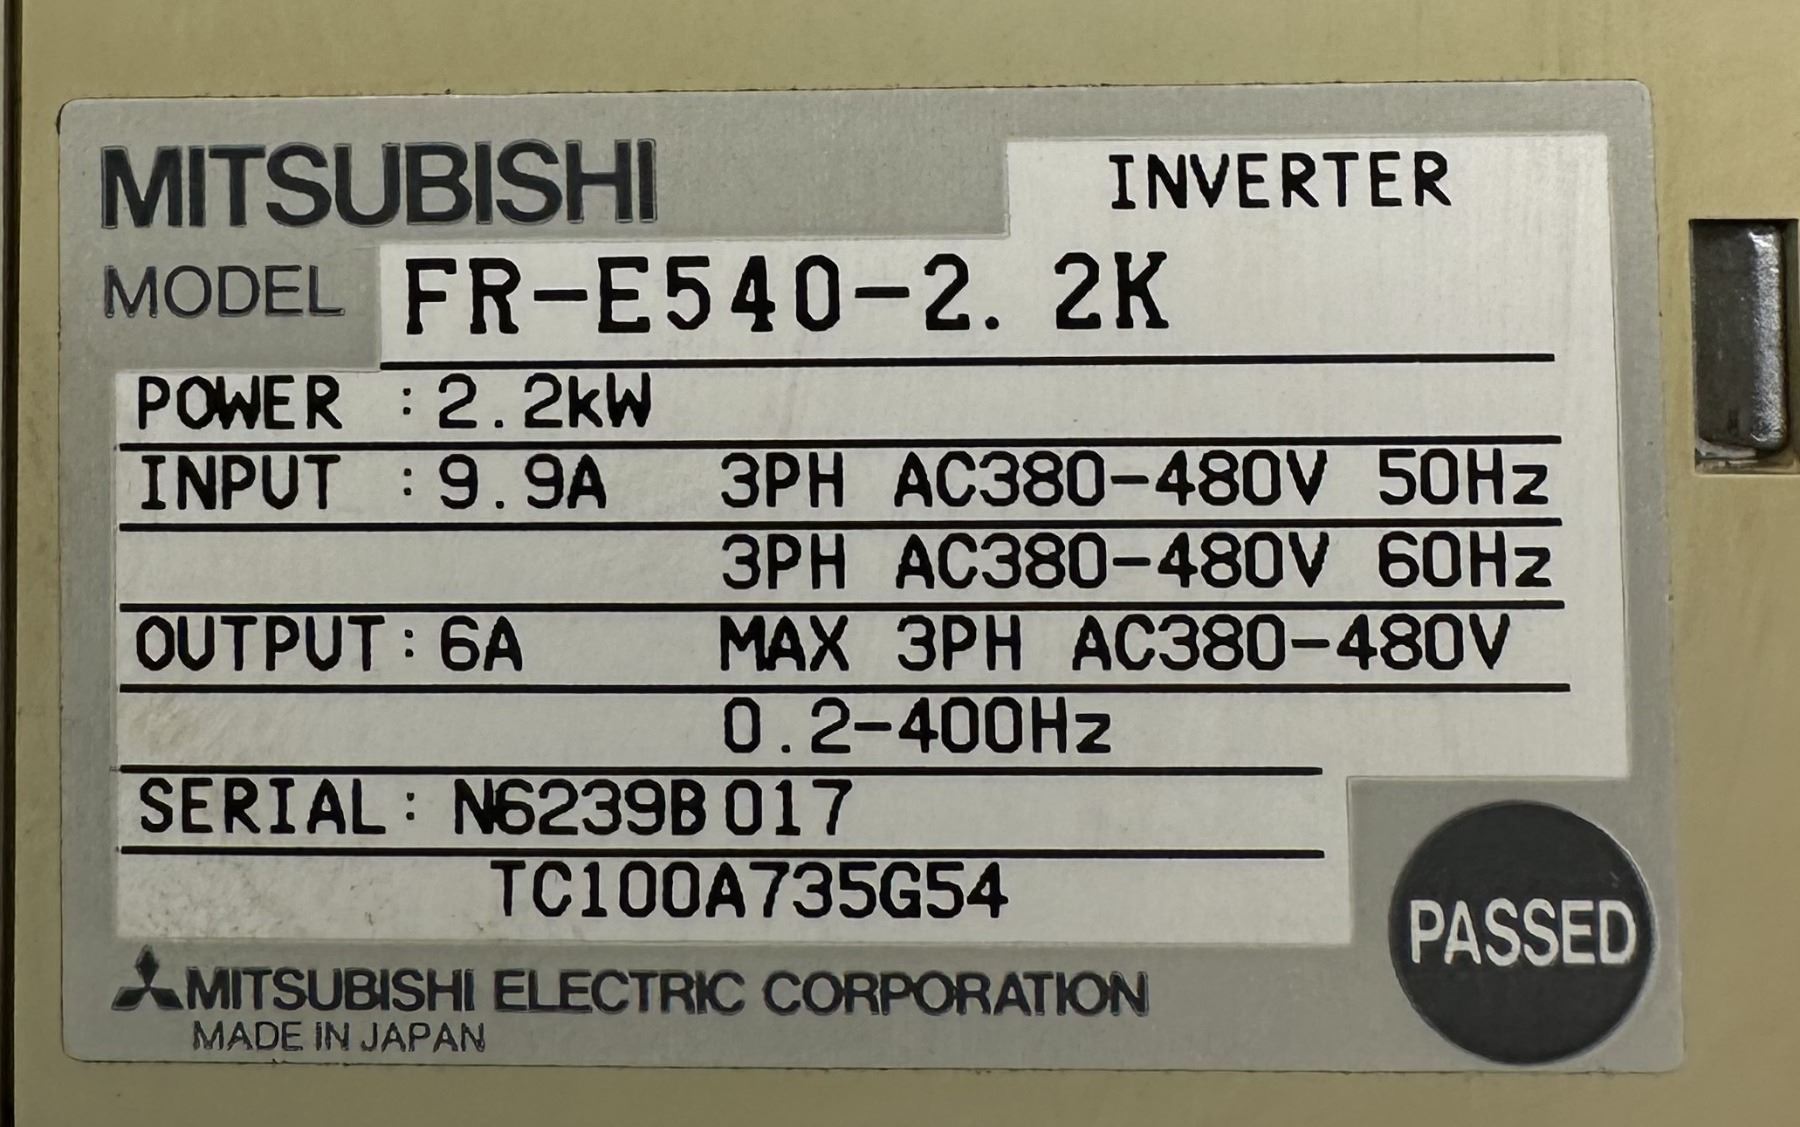 MITSUBISHI
INVERTER
MODEL FR-E540-2. 2K
POWER : 2.2kW
INPUT : 9.9A 3PH AC380-480V 50Hz
3PH AC380-480V 60Hz
OUTPUT: 6A MAX 3PH AC380-480V
0.2-400Hz
SERIAL: N6239B017
TC100A735G54
PASSED
MITSUBISHI ELECTRIC CORPORATION
MADE IN JAPAN